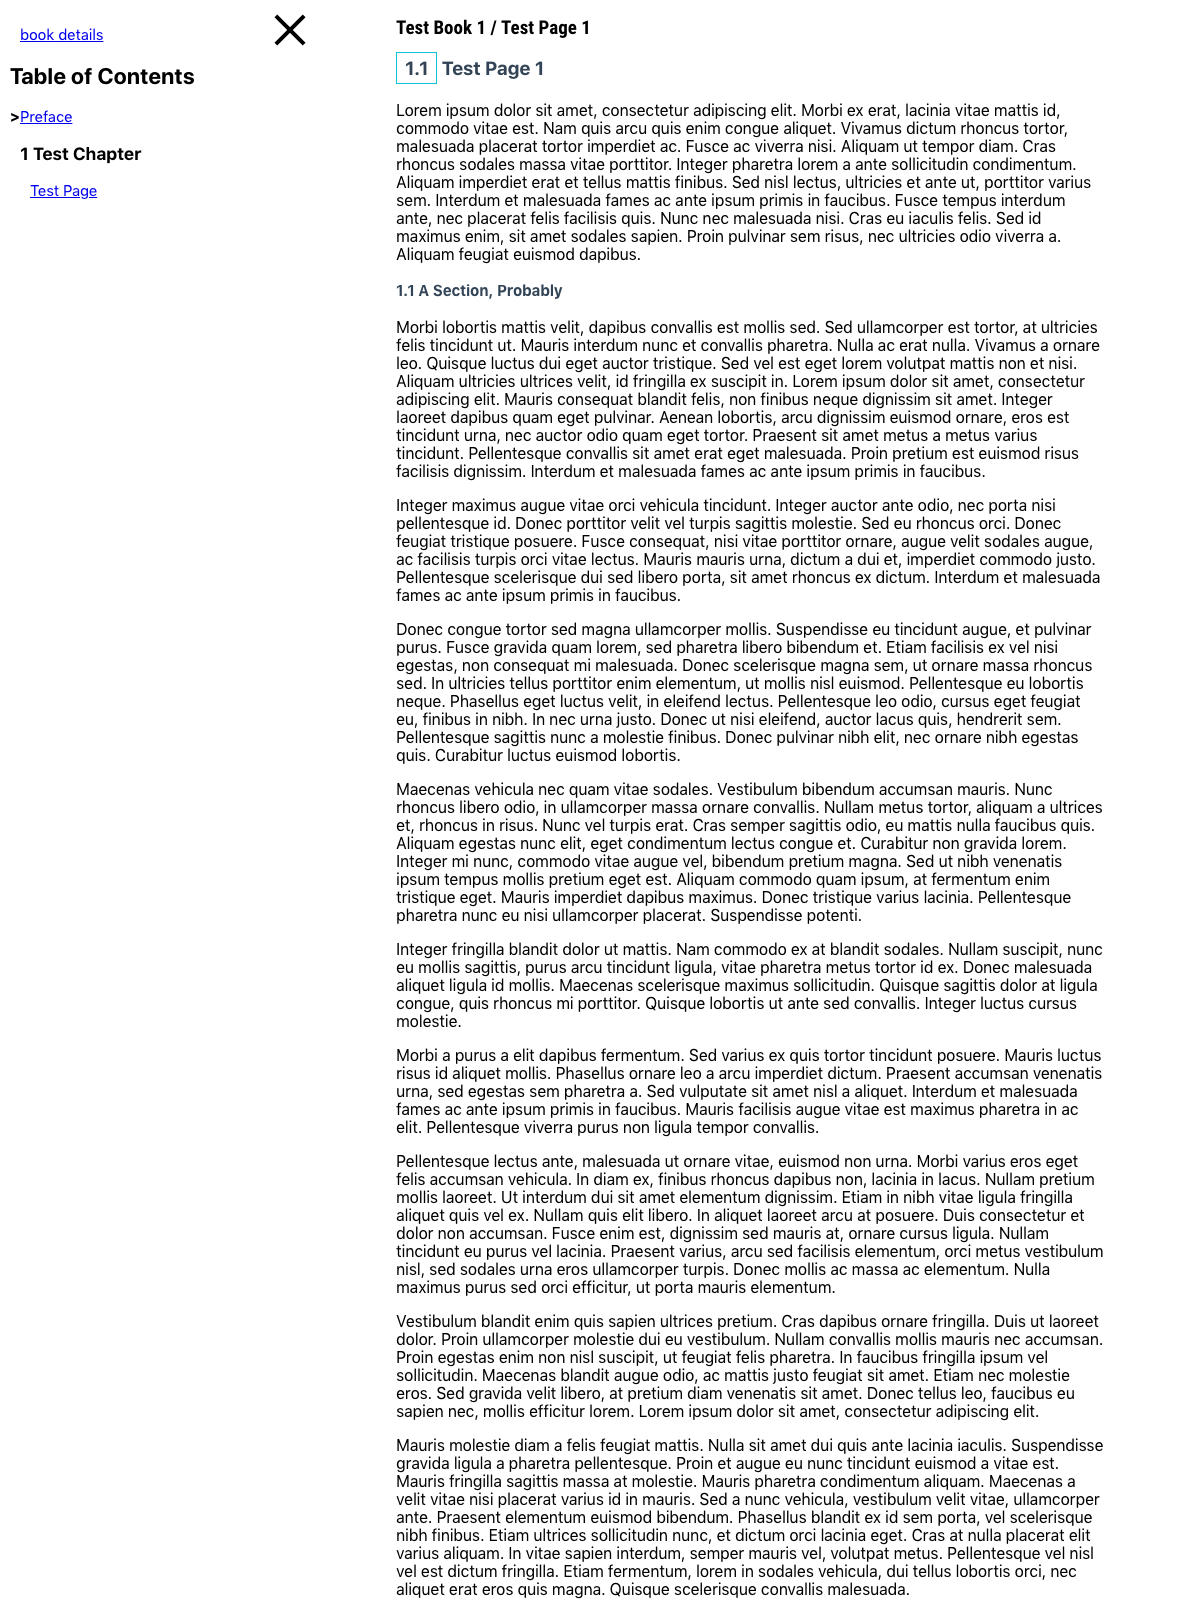 book details
Table of Contents
>Preface
1 Test Chapter
Test Page
Test Book 1 / Test Page 1
1.1 Test Page 1
Lorem ipsum dolor sit amet, consectetur adipiscing elit. Morbi ex erat, lacinia vitae mattis id,
commodo vitae est. Nam quis arcu quis enim congue aliquet. Vivamus dictum rhoncus tortor,
malesuada placerat tortor imperdiet ac. Fusce ac viverra nisi. Aliquam ut tempor diam. Cras
rhoncus sodales massa vitae porttitor. Integer pharetra lorem a ante sollicitudin condimentum.
Aliquam imperdiet erat et tellus mattis finibus. Sed nisl lectus, ultricies et ante ut, porttitor varius
sem. Interdum et malesuada fames ac ante ipsum primis in faucibus. Fusce tempus interdum
ante, nec placerat felis facilisis quis. Nunc nec malesuada nisi. Cras eu iaculis felis. Sed id
maximus enim, sit amet sodales sapien. Proin pulvinar sem risus, nec ultricies odio viverra a.
Aliquam feugiat euismod dapibus.
1.1 A Section, Probably
Morbi lobortis mattis velit, dapibus convallis est mollis sed. Sed ullamcorper est tortor, at ultricies
felis tincidunt ut. Mauris interdum nunc et convallis pharetra. Nulla ac erat nulla. Vivamus a ornare
leo. Quisque luctus dui eget auctor tristique. Sed vel est eget lorem volutpat mattis non et nisi.
Aliquam ultricies ultrices velit, id fringilla ex suscipit in. Lorem ipsum dolor sit amet, consectetur
adipiscing elit. Mauris consequat blandit felis, non finibus neque dignissim sit amet. Integer
laoreet dapibus quam eget pulvinar. Aenean lobortis, arcu dignissim euismod ornare, eros est
tincidunt urna, nec auctor odio quam eget tortor. Praesent sit amet metus a metus varius
tincidunt. Pellentesque convallis sit amet erat eget malesuada. Proin pretium est euismod risus
facilisis dignissim. Interdum et malesuada fames ac ante ipsum primis in faucibus.
Integer maximus augue vitae orci vehicula tincidunt. Integer auctor ante odio, nec porta nisi
pellentesque id. Donec porttitor velit vel turpis sagittis molestie. Sed eu rhoncus orci. Donec
feugiat tristique posuere. Fusce consequat, nisi vitae porttitor ornare, augue velit sodales augue,
ac facilisis turpis orci vitae lectus. Mauris mauris urna, dictum a dui et, imperdiet commodo justo.
Pellentesque scelerisque dui sed libero porta, sit amet rhoncus ex dictum. Interdum et malesuada
fames ac ante ipsum primis in faucibus.
Donec congue tortor sed magna ullamcorper mollis. Suspendisse eu tincidunt augue, et pulvinar
purus. Fusce gravida quam lorem, sed pharetra libero bibendum et. Etiam facilisis ex vel nisi
egestas, non consequat mi malesuada. Donec scelerisque magna sem, ut ornare massa rhoncus
sed. In ultricies tellus porttitor enim elementum, ut mollis nisl euismod. Pellentesque eu lobortis
neque. Phasellus eget luctus velit, in eleifend lectus. Pellentesque leo odio, cursus eget feugiat
eu, finibus in nibh. In nec urna justo. Donec ut nisi eleifend, auctor lacus quis, hendrerit sem.
Pellentesque sagittis nunc a molestie finibus. Donec pulvinar nibh elit, nec ornare nibh egestas
quis. Curabitur luctus euismod lobortis.
Maecenas vehicula nec quam vitae sodales. Vestibulum bibendum accumsan mauris. Nunc
rhoncus libero odio, in ullamcorper massa ornare convallis. Nullam metus tortor, aliquam a ultrices
et, rhoncus in risus. Nunc vel turpis erat. Cras semper sagittis odio, eu mattis nulla faucibus quis.
Aliquam egestas nunc elit, eget condimentum lectus congue et. Curabitur non gravida lorem.
Integer mi nunc, commodo vitae augue vel, bibendum pretium magna. Sed ut nibh venenatis
ipsum tempus mollis pretium eget est. Aliquam commodo quam ipsum, at fermentum enim
tristique eget. Mauris imperdiet dapibus maximus. Donec tristique varius lacinia. Pellentesque
pharetra nunc eu nisi ullamcorper placerat. Suspendisse potenti.
Integer fringilla blandit dolor ut mattis. Nam commodo ex at blandit sodales. Nullam suscipit, nunc
eu mollis sagittis, purus arcu tincidunt ligula, vitae pharetra metus tortor id ex. Donec malesuada
aliquet ligula id mollis. Maecenas scelerisque maximus sollicitudin. Quisque sagittis dolor at ligula
congue, quis rhoncus mi porttitor. Quisque lobortis ut ante sed convallis. Integer luctus cursus
molestie.
Morbi a purus a elit dapibus fermentum. Sed varius ex quis tortor tincidunt posuere. Mauris luctus
risus id aliquet mollis. Phasellus ornare leo a arcu imperdiet dictum. Praesent accumsan venenatis
urna, sed egestas sem pharetra a. Sed vulputate sit amet nisl a aliquet. Interdum et malesuada
fames ac ante ipsum primis in faucibus. Mauris facilisis augue vitae est maximus pharetra in ac
elit. Pellentesque viverra purus non ligula tempor convallis.
Pellentesque lectus ante, malesuada ut ornare vitae, euismod non urna. Morbi varius eros eget
felis accumsan vehicula. In diam ex, finibus rhoncus dapibus non, lacinia in lacus. Nullam pretium
mollis laoreet. Ut interdum dui sit amet elementum dignissim. Etiam in nibh vitae ligula fringilla
aliquet quis vel ex. Nullam quis elit libero. In aliquet laoreet arcu at posuere. Duis consectetur et
dolor non accumsan. Fusce enim est, dignissim sed mauris at, ornare cursus ligula. Nullam
tincidunt eu purus vel lacinia. Praesent varius, arcu sed facilisis elementum, orci metus vestibulum
nisl, sed sodales urna eros ullamcorper turpis. Donec mollis ac massa ac elementum. Nulla
maximus purus sed orci efficitur, ut porta mauris elementum.
Vestibulum blandit enim quis sapien ultrices pretium. Cras dapibus ornare fringilla. Duis ut laoreet
dolor. Proin ullamcorper molestie dui eu vestibulum. Nullam convallis mollis mauris nec accumsan.
Proin egestas enim non nisl suscipit, ut feugiat felis pharetra. In faucibus fringilla ipsum vel
sollicitudin. Maecenas blandit augue odio, ac mattis justo feugiat sit amet. Etiam nec molestie
eros. Sed gravida velit libero, at pretium diam venenatis sit amet. Donec tellus leo, faucibus eu
sapien nec, mollis efficitur lorem. Lorem ipsum dolor sit amet, consectetur adipiscing elit.
Mauris molestie diam a felis feugiat mattis. Nulla sit amet dui quis ante lacinia iaculis. Suspendisse
gravida ligula a pharetra pellentesque. Proin et augue eu nunc tincidunt euismod a vitae est.
Mauris fringilla sagittis massa at molestie. Mauris pharetra condimentum aliquam. Maecenas a
velit vitae nisi placerat varius id in mauris. Sed a nunc vehicula, vestibulum velit vitae, ullamcorper
ante. Praesent elementum euismod bibendum. Phasellus blandit ex id sem porta, vel scelerisque
nibh finibus. Etiam ultrices sollicitudin nunc, et dictum orci lacinia eget. Cras at nulla placerat elit
varius aliquam. In vitae sapien interdum, semper mauris vel, volutpat metus. Pellentesque vel nisl
vel est dictum fringilla. Etiam fermentum, lorem in sodales vehicula, dui tellus lobortis orci, nec
aliquet erat eros quis magna. Quisque scelerisque convallis malesuada.